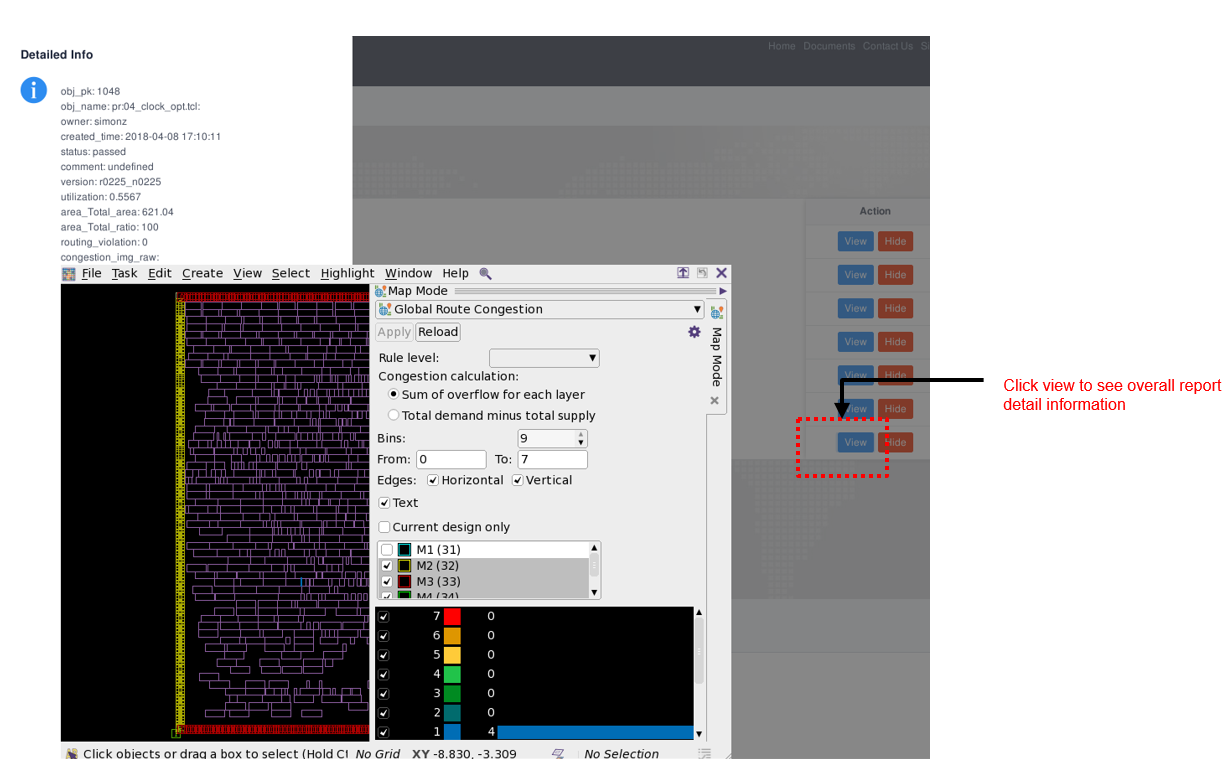 Home Documents Contact Us
Detailed Info
obj_pk: 1048
obj_name: pr:04_clock_opt.tcl:
owner: simonz
created_time: 2018-04-08 17:10:11
status: passed
comment: undefined
version: r0225_n0225
utilization: 0.5567
area_Total_area: 621.04
area_Total_ratio: 100
routing_violation: 0
congestion_img_raw:
Action
View Hide
View Hide
View Hide
View Hide
View Hide
View Hide
View Hide
Click view to see overall report
detail information
File Task Edit Create View Select Highlight Window Help
Map Mode
Global Route Congestion
Apply Reload
Map Mode
Rule level:
Congestion calculation:
Sum of overflow for each layer
Total demand minus total supply
Bins: 9
From: 0 To: 7
Edges: Horizontal Vertical
Text
Current design only
M1 (31)
M2 (32)
M3 (33)
M4 (34)
7 0
6 0
5 0
4 0
3 0
2 0
1 4
Click objects or drag a box to select (Hold Ct No Grid XY -8.830, -3.309 No Selection